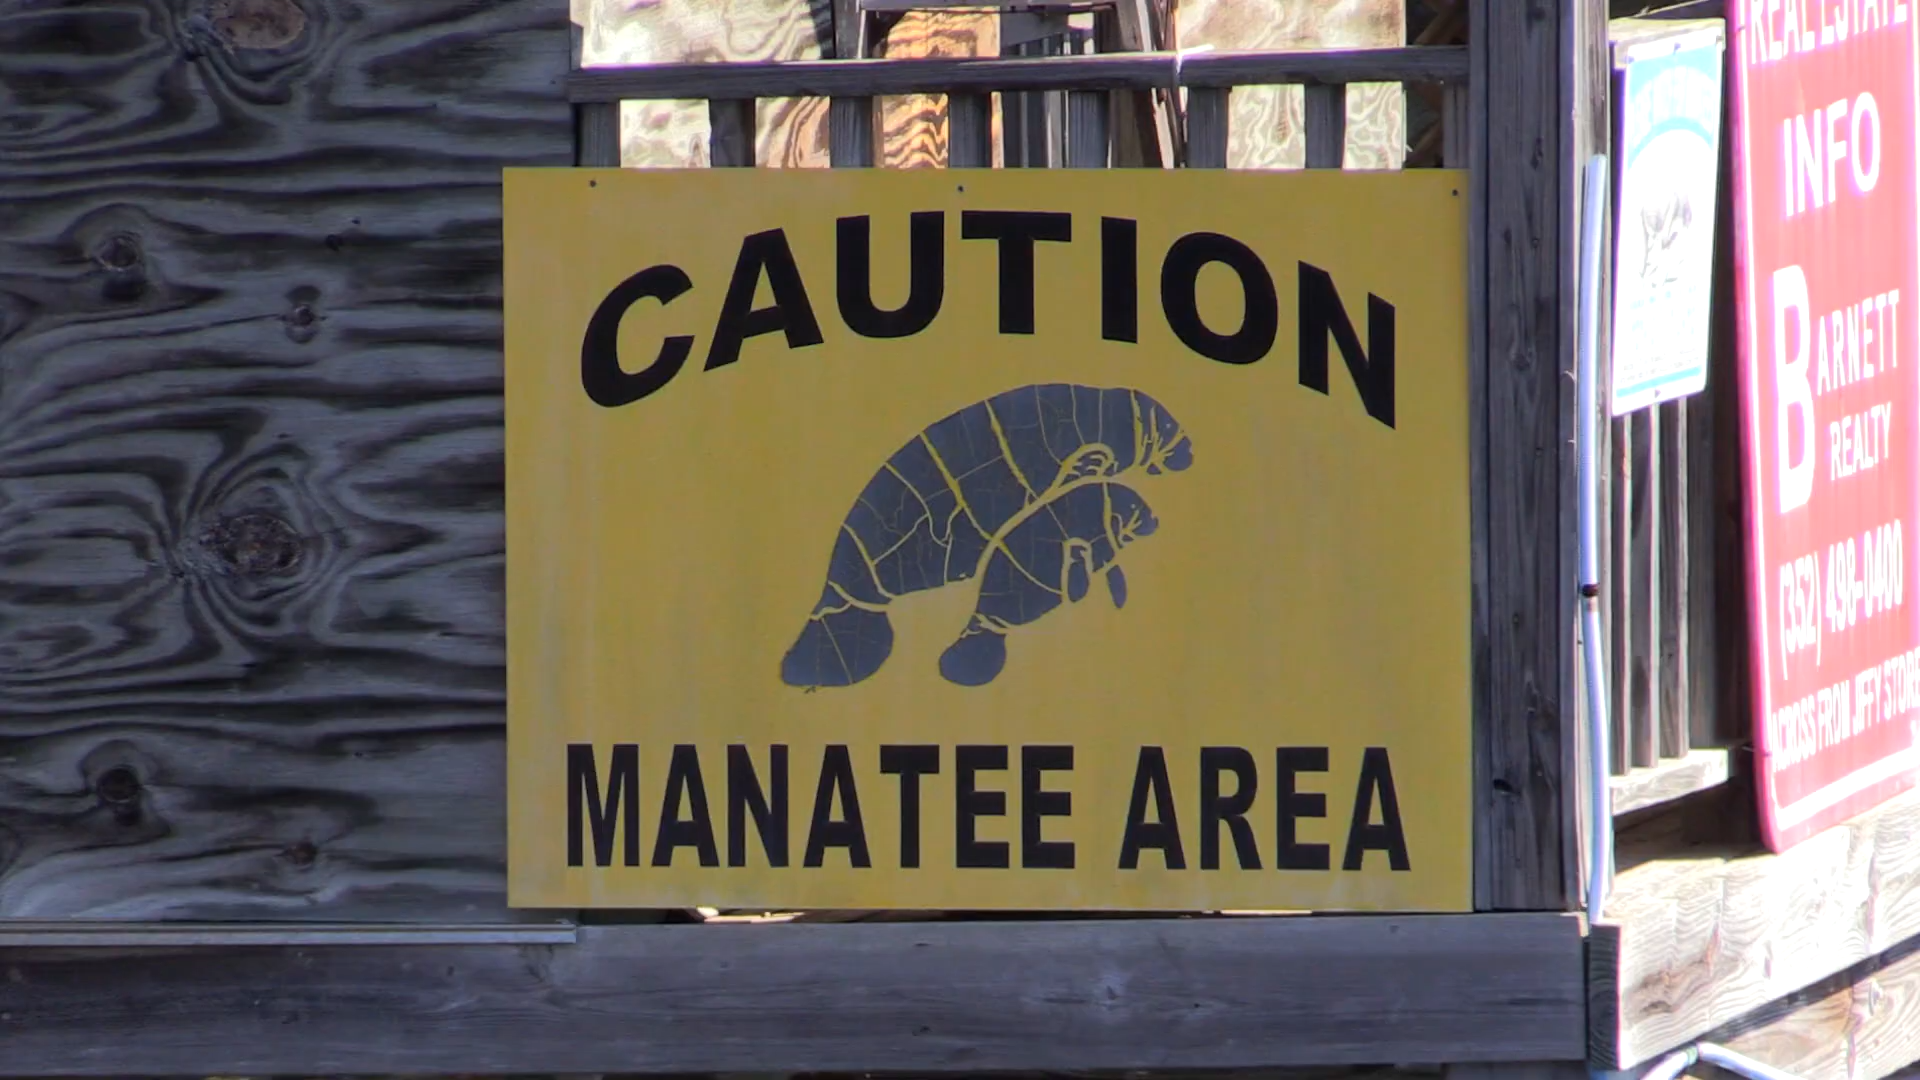 CAUTION
MANATEE AREA
REAL ESTATE
INFO
BARNETT
REALTY
(352) 498-0400
ACROSS FROM JIFFY STORE